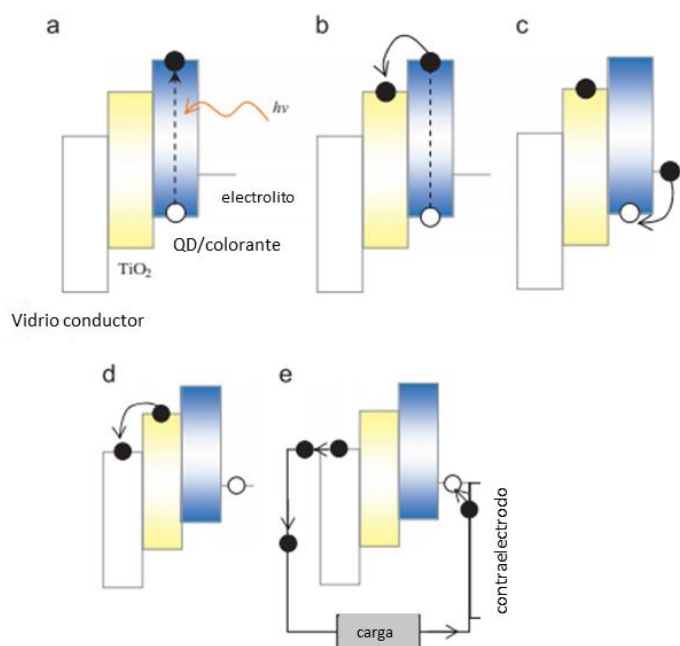 a
b
c
hν
electrolito
QD/colorante
TiO₂
Vidrio conductor
d
e
contraelectrodo
carga